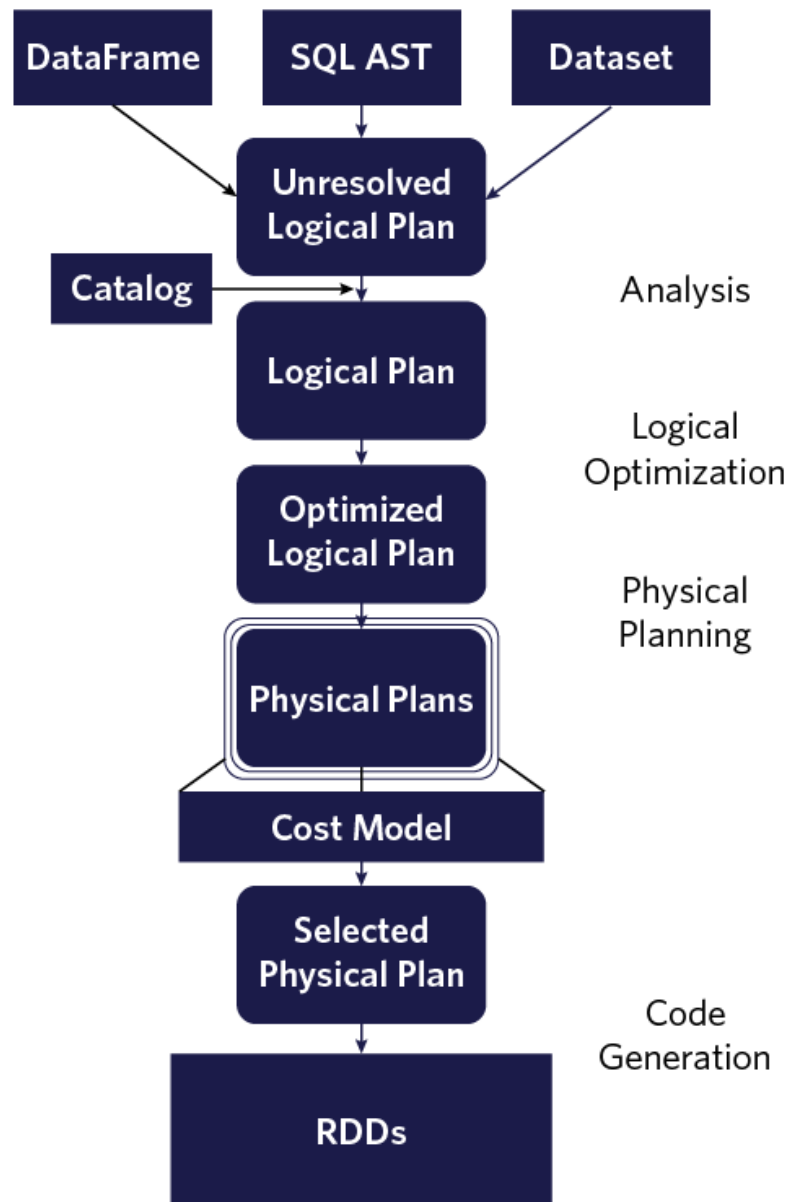 DataFrame
SQL AST
Dataset
Unresolved
Logical Plan
Catalog
Analysis
Logical Plan
Logical
Optimization
Optimized
Logical Plan
Physical
Planning
Physical Plans
Cost Model
Selected
Physical Plan
Code
Generation
RDDs